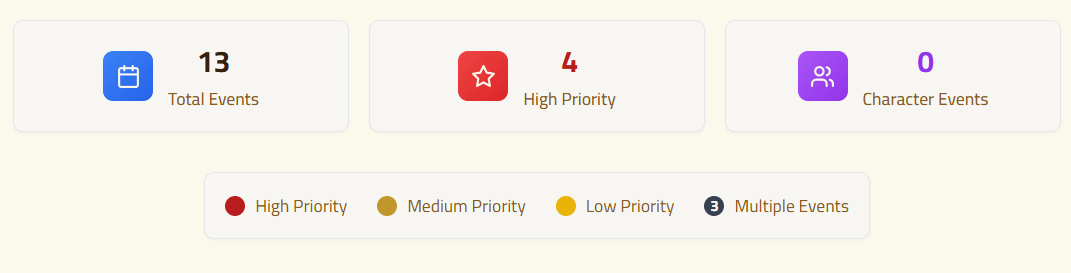 13
Total Events
4
High Priority
0
Character Events
High Priority
Medium Priority
Low Priority
3 Multiple Events